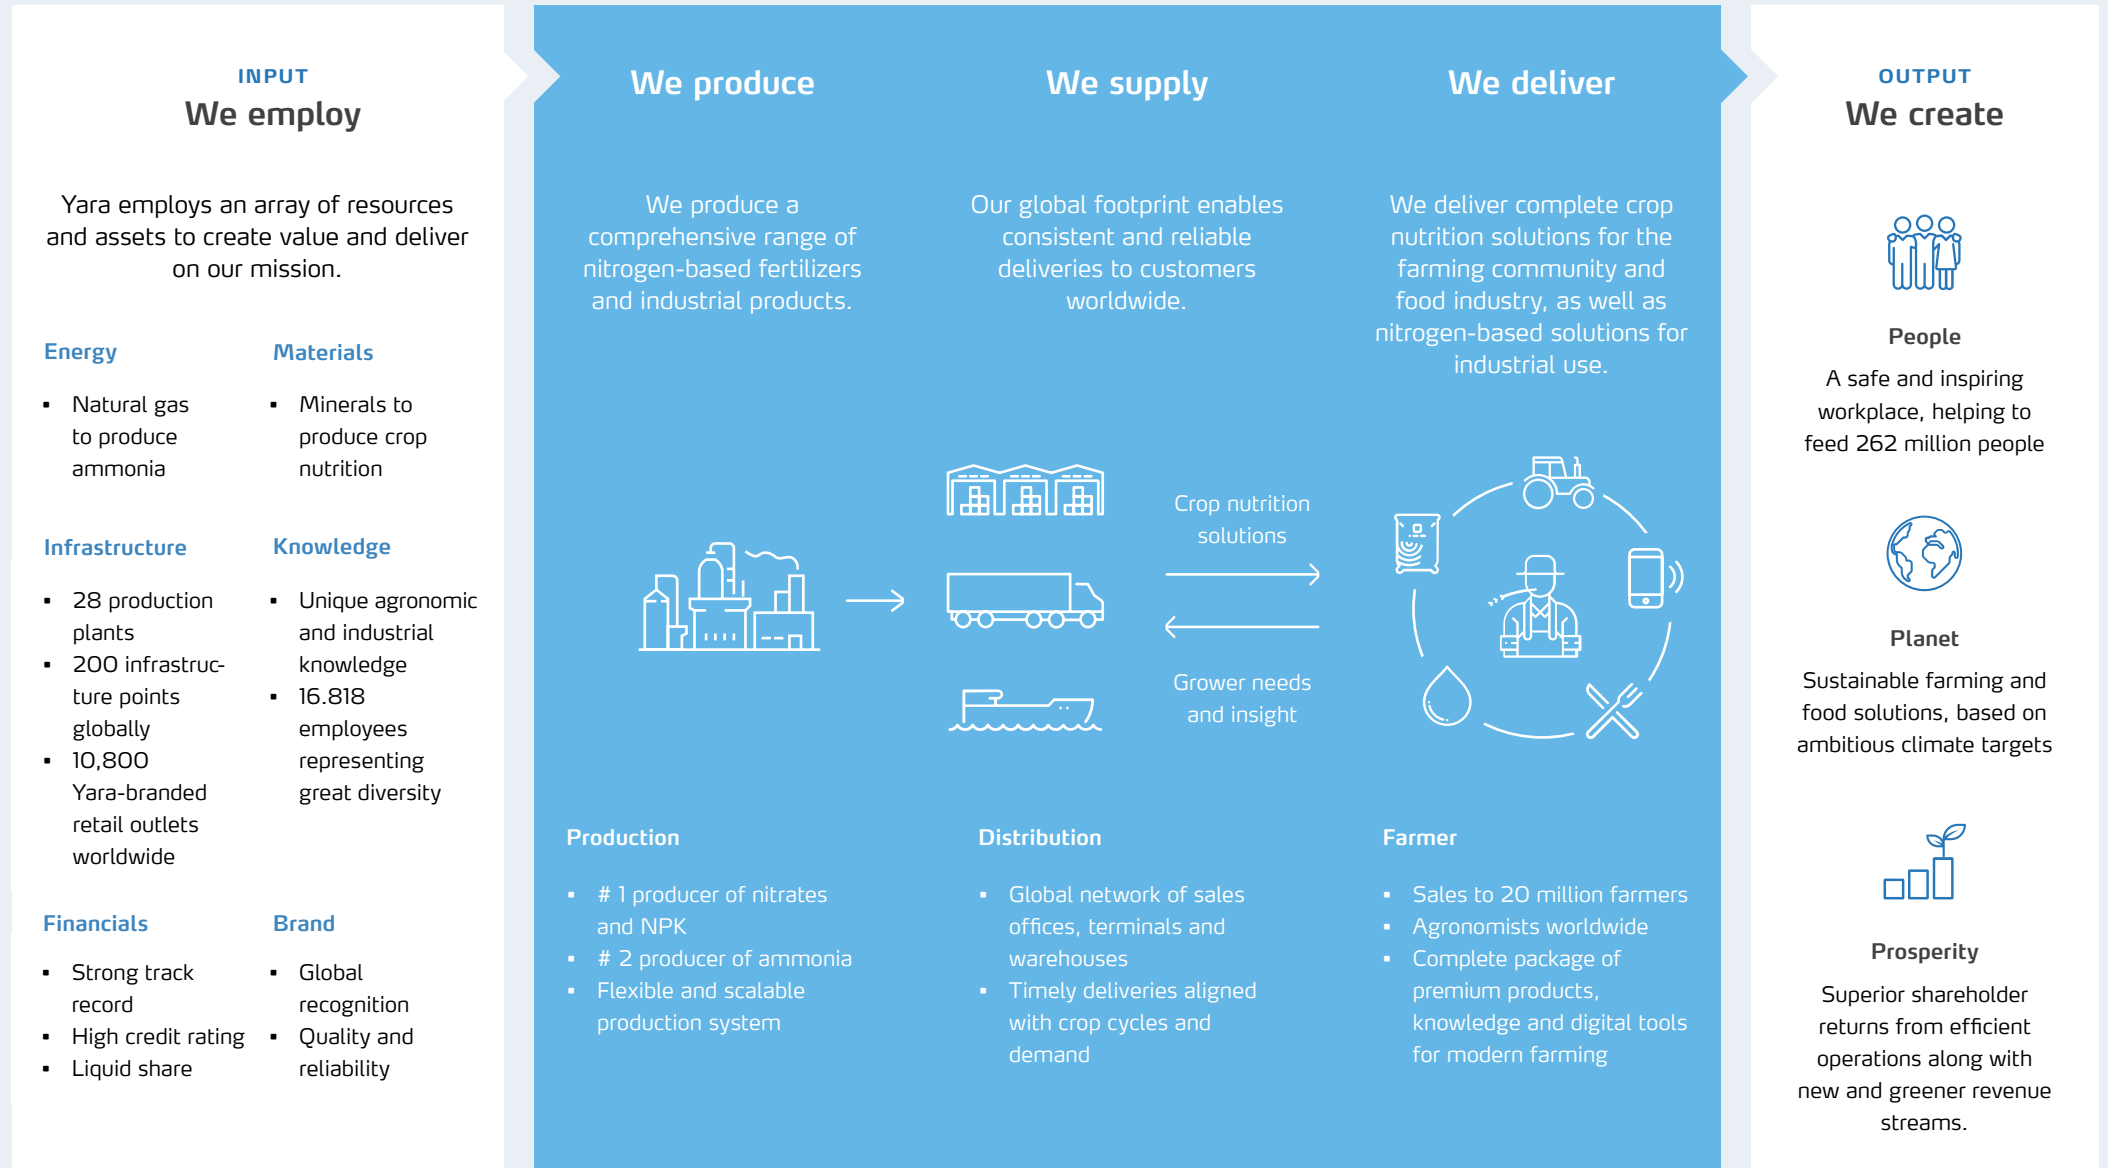 INPUT
We employ
Yara employs an array of resources
and assets to create value and deliver
on our mission.
Energy
▪ Natural gas
to produce
ammonia
Materials
▪ Minerals to
produce crop
nutrition
Infrastructure
▪ 28 production
plants
▪ 200 infrastruc-
ture points
globally
▪ 10,800
Yara-branded
retail outlets
worldwide
Knowledge
▪ Unique agronomic
and industrial
knowledge
▪ 16.818
employees
representing
great diversity
Financials
▪ Strong track
record
▪ High credit rating
▪ Liquid share
Brand
▪ Global
recognition
▪ Quality and
reliability
We produce
We produce a
comprehensive range of
nitrogen-based fertilizers
and industrial products.
Production
▪ # 1 producer of nitrates
and NPK
▪ # 2 producer of ammonia
▪ Flexible and scalable
production system
We supply
Our global footprint enables
consistent and reliable
deliveries to customers
worldwide.
Crop nutrition
solutions
Grower needs
and insight
Distribution
▪ Global network of sales
offices, terminals and
warehouses
▪ Timely deliveries aligned
with crop cycles and
demand
We deliver
We deliver complete crop
nutrition solutions for the
farming community and
food industry, as well as
nitrogen-based solutions for
industrial use.
Farmer
▪ Sales to 20 million farmers
▪ Agronomists worldwide
▪ Complete package of
premium products,
knowledge and digital tools
for modern farming
OUTPUT
We create
People
A safe and inspiring
workplace, helping to
feed 262 million people
Planet
Sustainable farming and
food solutions, based on
ambitious climate targets
Prosperity
Superior shareholder
returns from efficient
operations along with
new and greener revenue
streams.